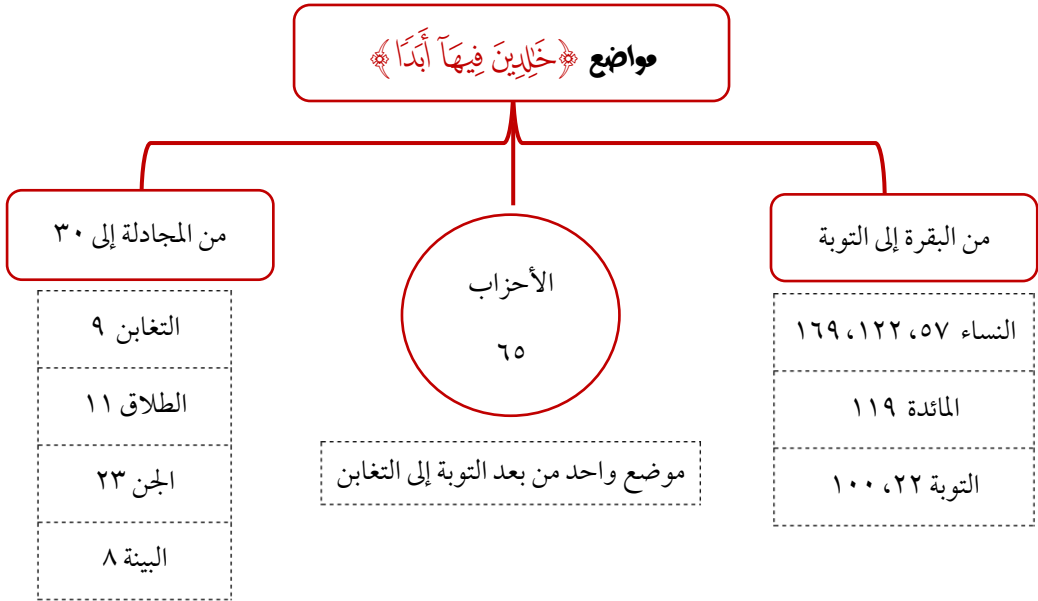 مواضع ﴿خَٰلِدِينَ فِيهَآ أَبَدَۢا﴾
من البقرة إلى التوبة
النساء ٥٧، ١٢٢، ١٦٩
المائدة ١١٩
التوبة ٢٢، ١٠٠
الأحزاب
٦٥
موضع واحد من بعد التوبة إلى التغابن
من المجادلة إلى ٣٠
التغابن ٩
الطلاق ١١
الجن ٢٣
البينة ٨